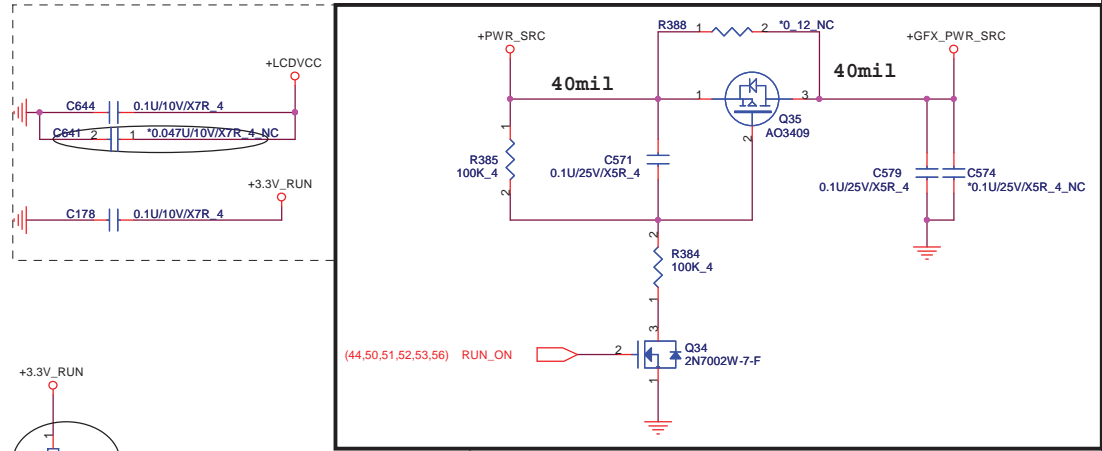 +LCDVCC
C644 0.1U/10V/X7R_4
C641 2 1 *0.047U/10V/X7R_4_NC
+3.3V_RUN
C178 0.1U/10V/X7R_4
+3.3V_RUN
1
R388 1 2 *0_12_NC
+PWR_SRC
+GFX_PWR_SRC
40mil
40mil
1
3
Q35
AO3409
2
1
R385
100K_4
2
C571
0.1U/25V/X5R_4
C579
0.1U/25V/X5R_4
C574
*0.1U/25V/X5R_4_NC
2
R384
100K_4
1
3
(44,50,51,52,53,56) RUN_ON
2
Q34
2N7002W-7-F
1